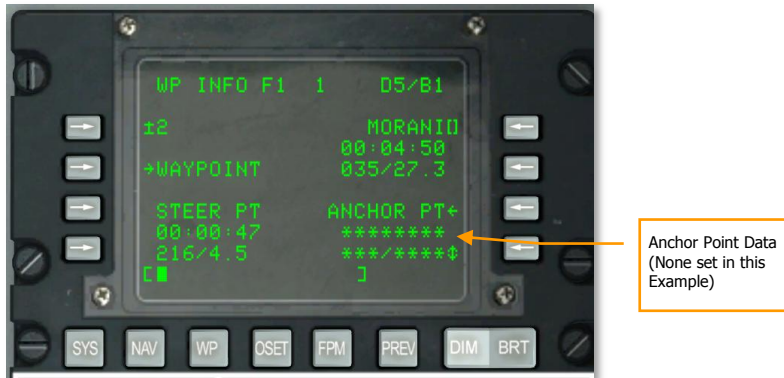 WP INFO F1 1 D5/B1
±2 MORANI[]
00:04:50
→WAYPOINT 035/27.3
STEER PT ANCHOR PT←
00:00:47 ********
216/4.5 ***/****↕
[ ]
Anchor Point Data
(None set in this
Example)
SYS NAV WP OSET FPM PREV DIM BRT